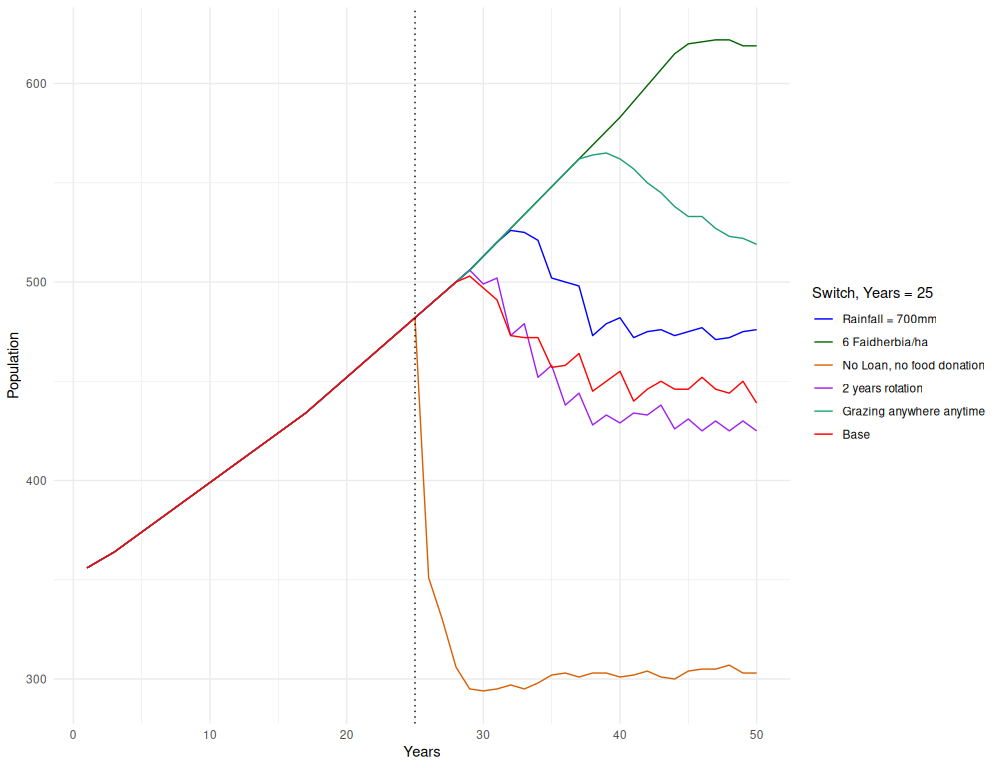 600
500
400
300
Population
0 10 20 30 40 50
Years
Switch, Years = 25
Rainfall = 700mm
6 Faidherbia/ha
No Loan, no food donation
2 years rotation
Grazing anywhere anytime
Base